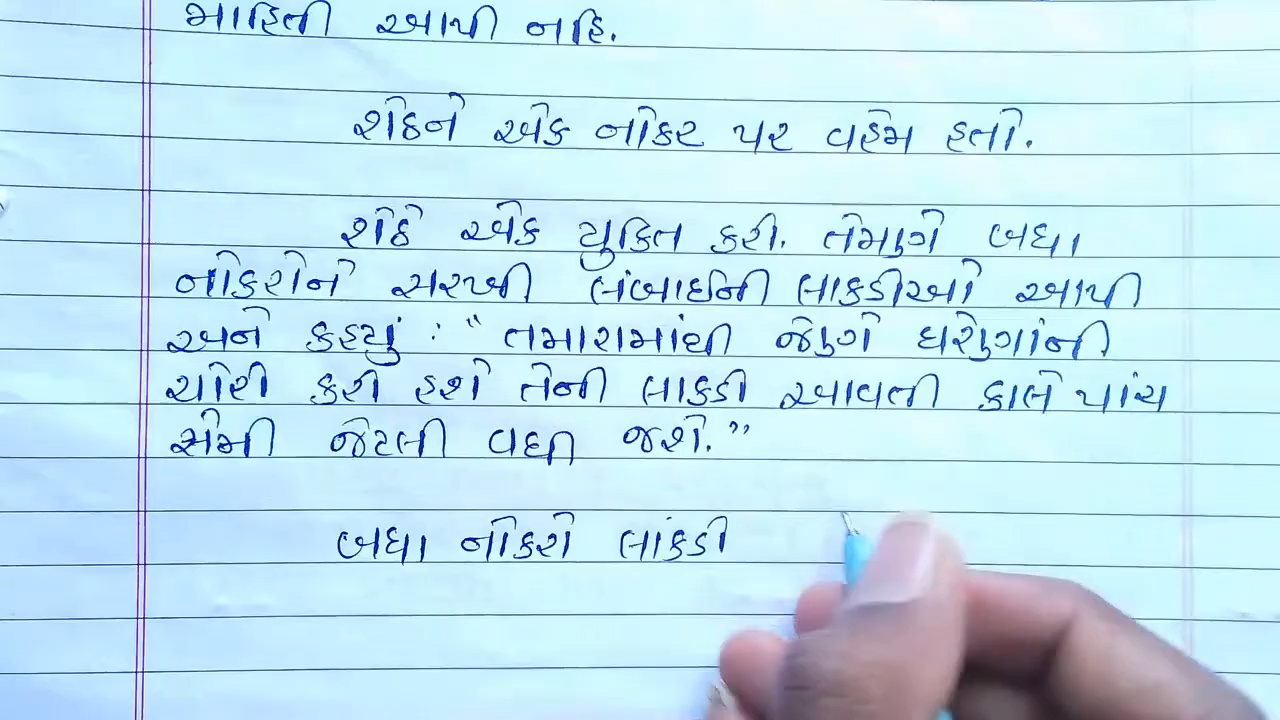 માહિતી આપી નહિ.
શેઠને એક નોકર પર વહેમ હતો.
શેઠે એક યુક્તિ કરી. તેમણે બધા
નોકરોને સરખી લંબાઈની લાકડીઓ આપી
અને કહ્યું : “ તમારામાંથી જેણે ઘરેણાંની
ચોરી કરી હશે તેની લાકડી આવતી કાલે પાંચ
સેમી જેટલી વધી જશે.”
બધા નોકરો લાંકડી